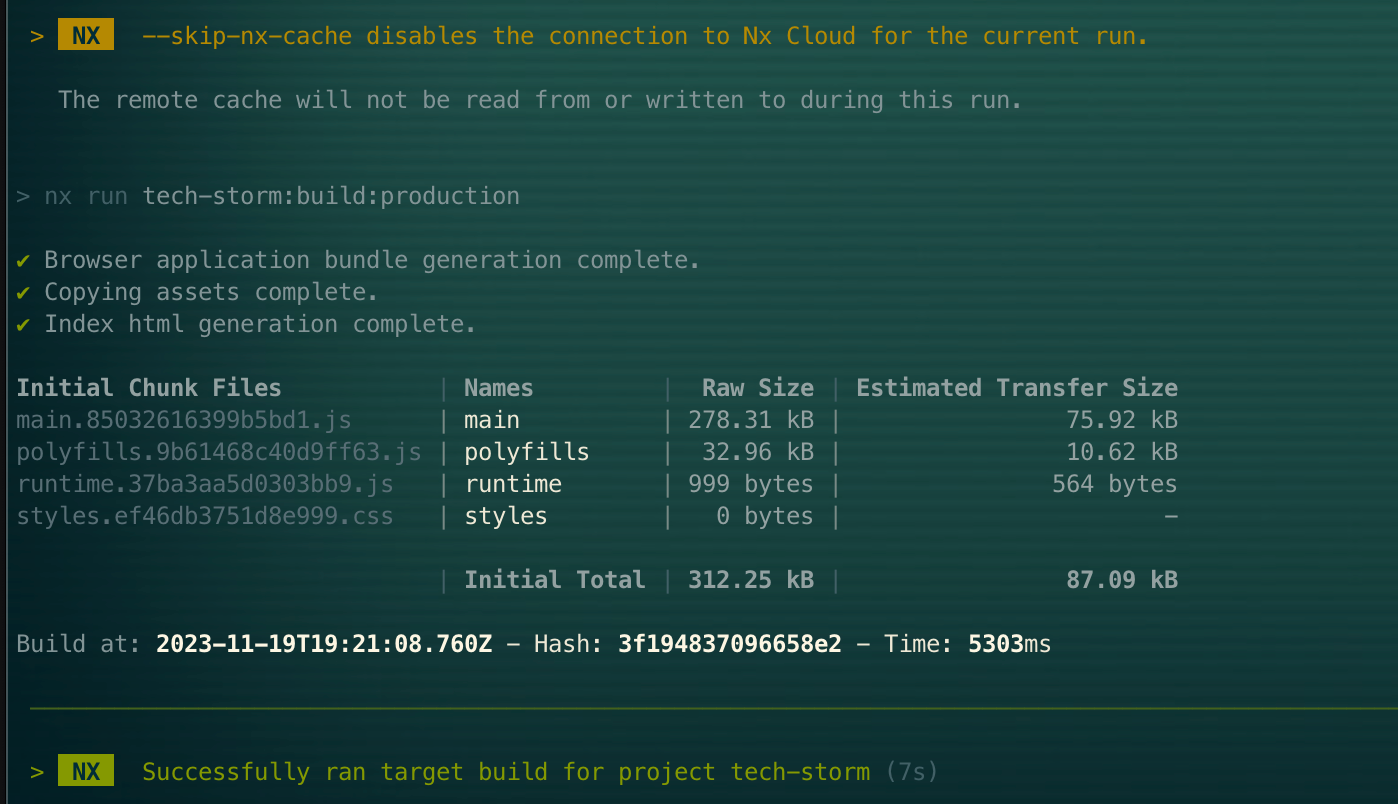 > NX --skip-nx-cache disables the connection to Nx Cloud for the current run.
The remote cache will not be read from or written to during this run.
> nx run tech-storm:build:production
✔ Browser application bundle generation complete.
✔ Copying assets complete.
✔ Index html generation complete.
Initial Chunk Files | Names | Raw Size | Estimated Transfer Size
main.85032616399b5bd1.js | main | 278.31 kB | 75.92 kB
polyfills.9b61468c40d9ff63.js | polyfills | 32.96 kB | 10.62 kB
runtime.37ba3aa5d0303bb9.js | runtime | 999 bytes | 564 bytes
styles.ef46db3751d8e999.css | styles | 0 bytes | -
| Initial Total | 312.25 kB | 87.09 kB
Build at: 2023-11-19T19:21:08.760Z - Hash: 3f194837096658e2 - Time: 5303ms
> NX Successfully ran target build for project tech-storm (7s)